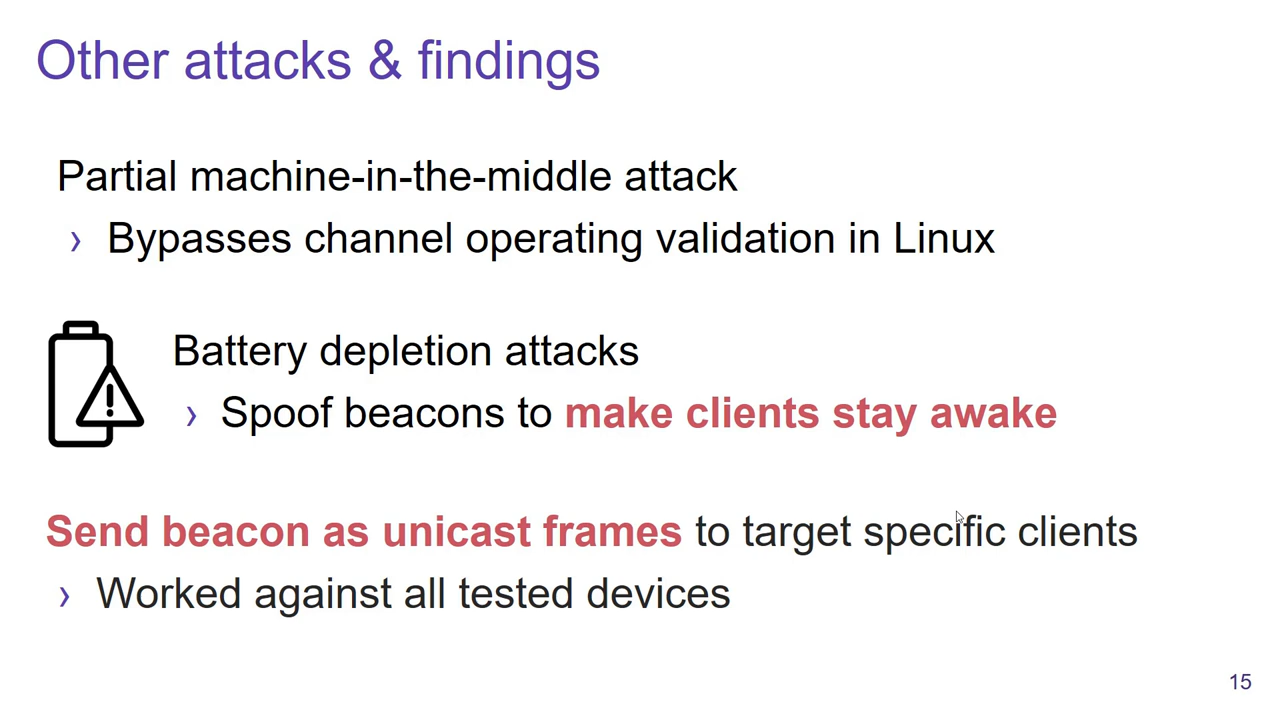 Other attacks & findings
Partial machine-in-the-middle attack
› Bypasses channel operating validation in Linux
Battery depletion attacks
› Spoof beacons to make clients stay awake
Send beacon as unicast frames to target specific clients
› Worked against all tested devices
15